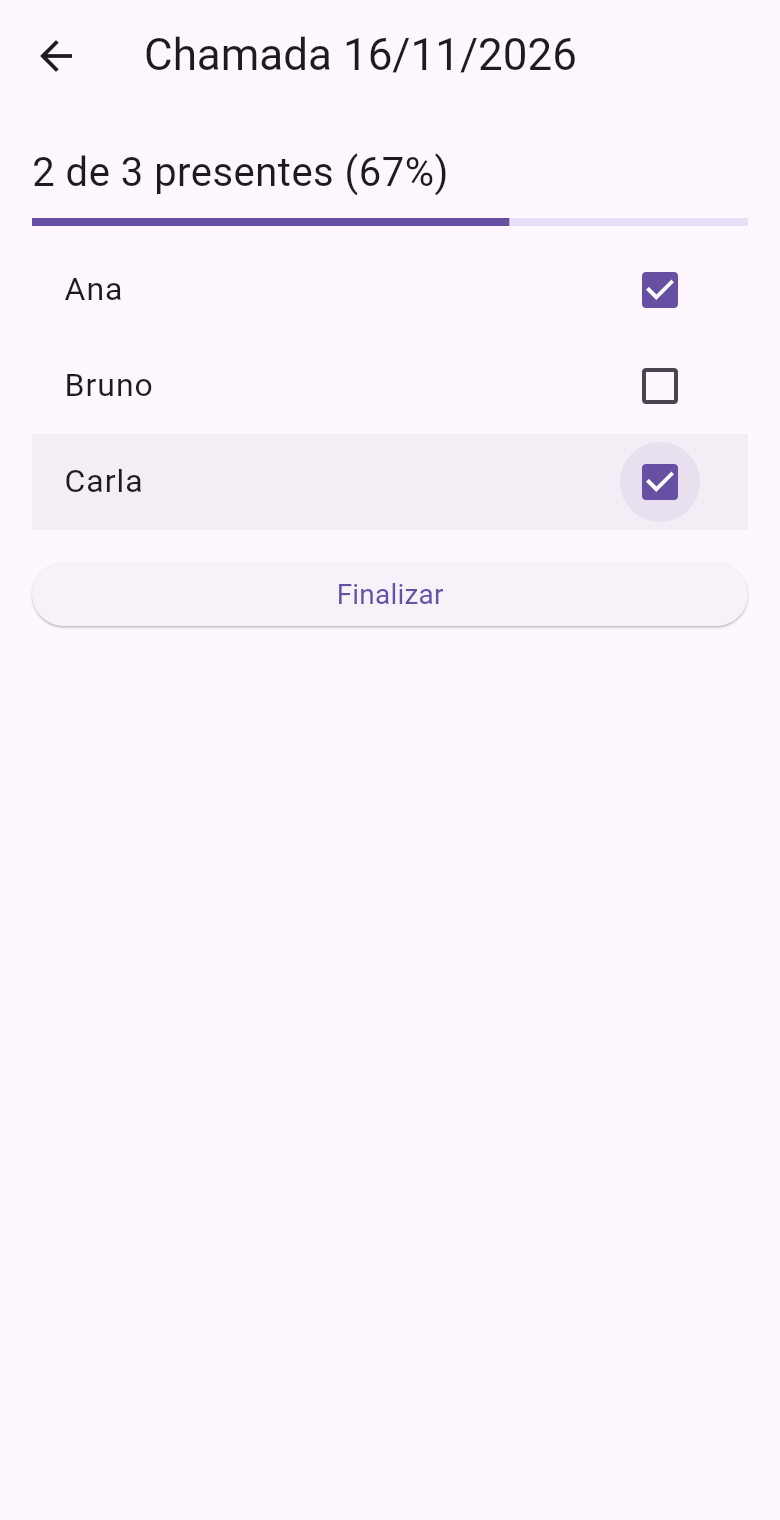 Chamada 16/11/2026
2 de 3 presentes (67%)
Ana
Bruno
Carla
Finalizar